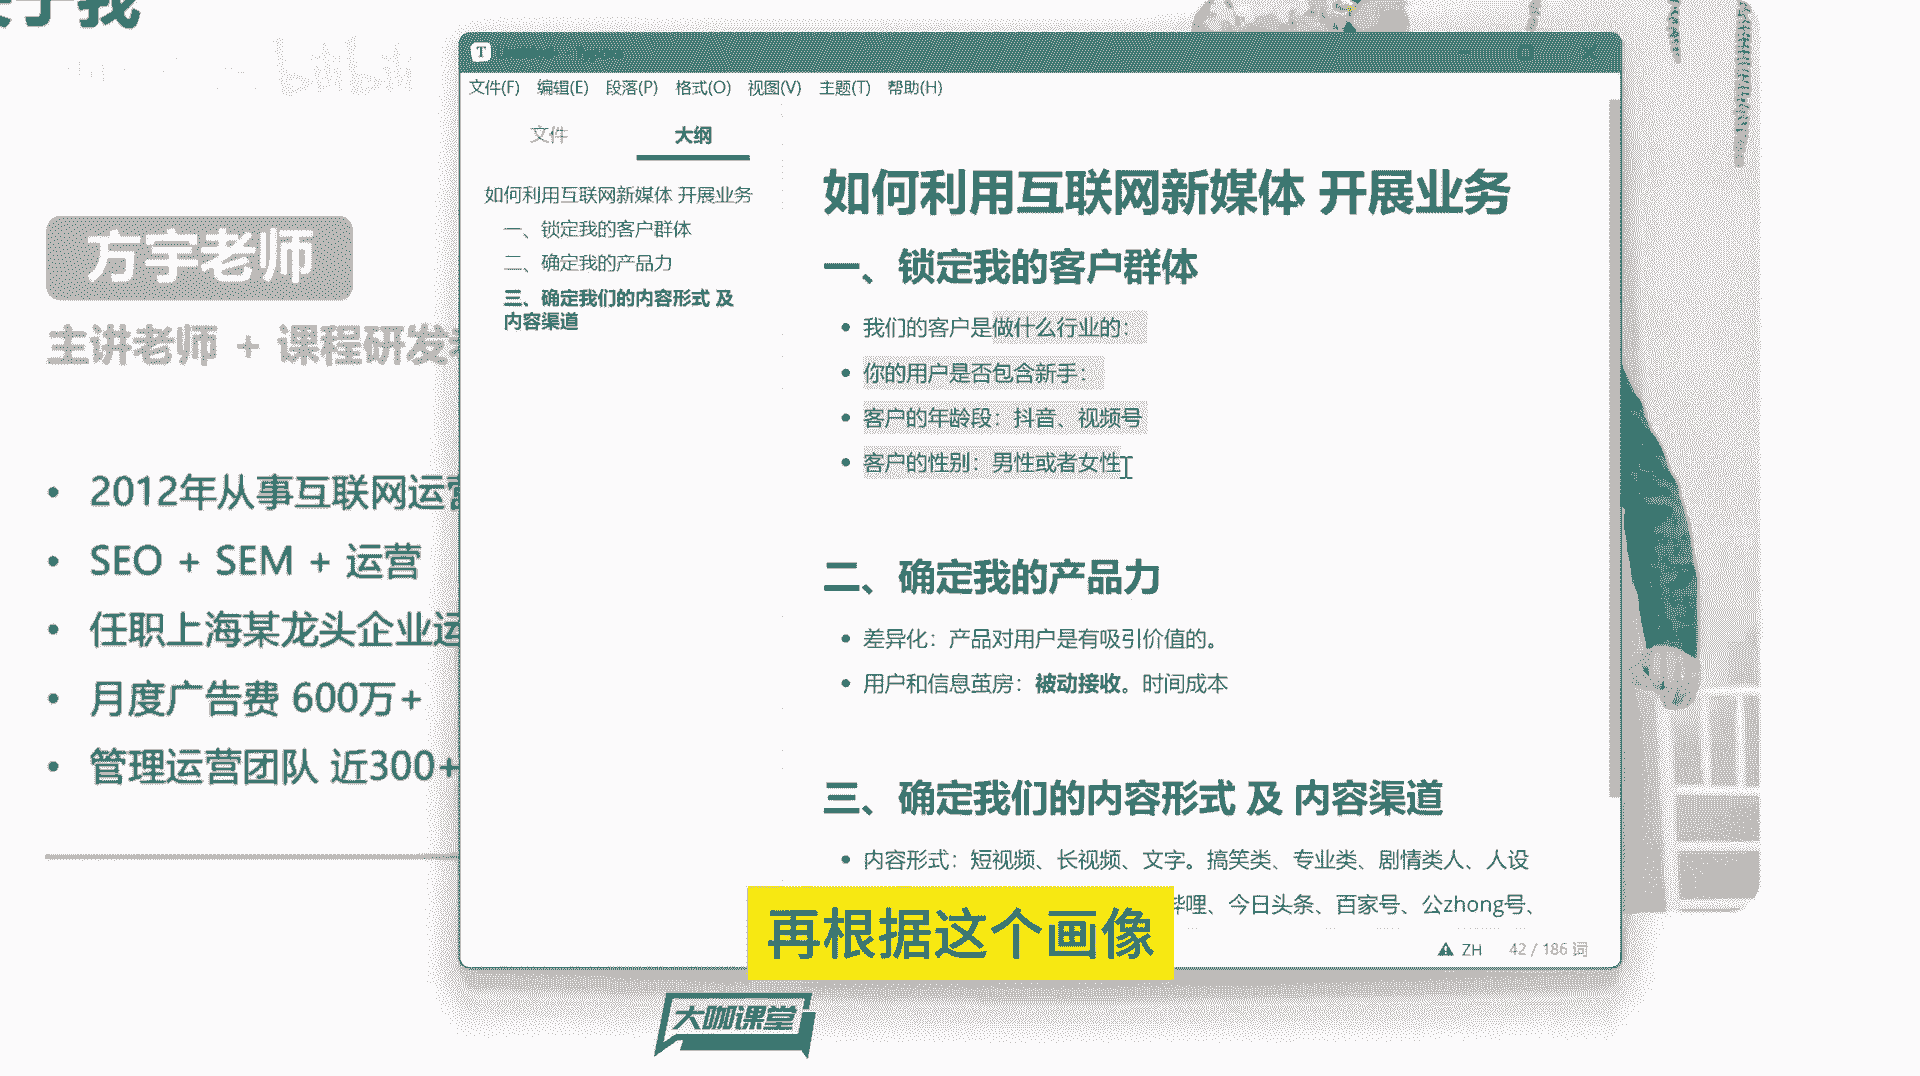 bilibili
方宇老师
主讲老师 + 课程研发
• 2012年从事互联网运营
• SEO + SEM + 运营
• 任职上海某龙头企业运
• 月度广告费 600万+
• 管理运营团队 近300+
T
文件(F) 编辑(E) 段落(P) 格式(O) 视图(V) 主题(T) 帮助(H)
文件 大纲
如何利用互联网新媒体 开展业务
一、锁定我的客户群体
二、确定我的产品力
三、确定我们的内容形式 及
内容渠道
如何利用互联网新媒体 开展业务
一、锁定我的客户群体
• 我们的客户是做什么行业的：
• 你的用户是否包含新手：
• 客户的年龄段：抖音、视频号
• 客户的性别：男性或者女性
二、确定我的产品力
• 差异化：产品对用户是有吸引价值的。
• 用户和信息茧房：被动接收。时间成本
三、确定我们的内容形式 及 内容渠道
• 内容形式：短视频、长视频、文字。搞笑类、专业类、剧情类人、人设
哔哩、今日头条、百家号、公zhong号、
ZH 42 / 186 词
再根据这个画像
大咖课堂